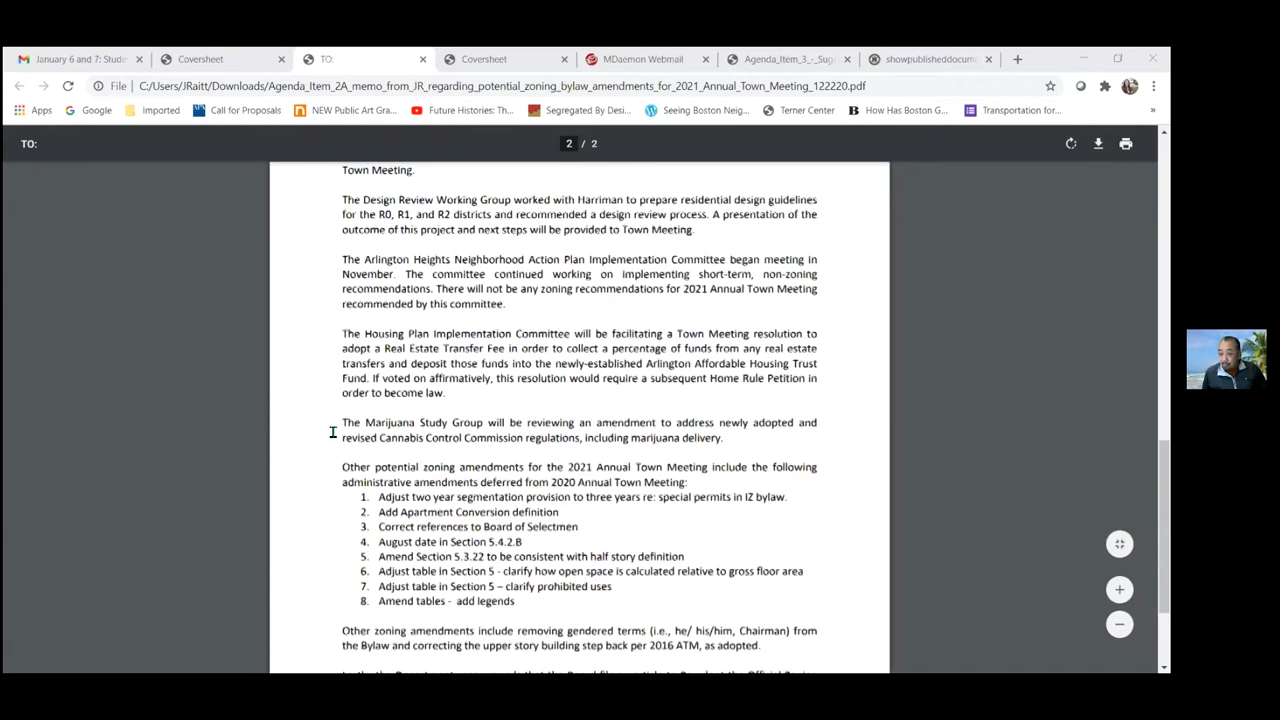 January 6 and 7: Stude
Coversheet
TO:
Coversheet
MDaemon Webmail
Agenda_Item_3_-_Sug
showpublisheddocum
File
C:/Users/JRaitt/Downloads/Agenda_Item_2A_memo_from_JR_regarding_potential_zoning_bylaw_amendments_for_2021_Annual_Town_Meeting_122220.pdf
Apps
Google
Imported
Call for Proposals
NEW Public Art Gra...
Future Histories: Th...
Segregated By Desi...
Seeing Boston Neig...
Terner Center
How Has Boston G...
Transportation for...
»
TO:
2 / 2
Town Meeting.
The Design Review Working Group worked with Harriman to prepare residential design guidelines
for the R0, R1, and R2 districts and recommended a design review process. A presentation of the
outcome of this project and next steps will be provided to Town Meeting.
The Arlington Heights Neighborhood Action Plan Implementation Committee began meeting in
November. The committee continued working on implementing short-term, non-zoning
recommendations. There will not be any zoning recommendations for 2021 Annual Town Meeting
recommended by this committee.
The Housing Plan Implementation Committee will be facilitating a Town Meeting resolution to
adopt a Real Estate Transfer Fee in order to collect a percentage of funds from any real estate
transfers and deposit those funds into the newly-established Arlington Affordable Housing Trust
Fund. If voted on affirmatively, this resolution would require a subsequent Home Rule Petition in
order to become law.
The Marijuana Study Group will be reviewing an amendment to address newly adopted and
revised Cannabis Control Commission regulations, including marijuana delivery.
Other potential zoning amendments for the 2021 Annual Town Meeting include the following
administrative amendments deferred from 2020 Annual Town Meeting:
1. Adjust two year segmentation provision to three years re: special permits in IZ bylaw.
2. Add Apartment Conversion definition
3. Correct references to Board of Selectmen
4. August date in Section 5.4.2.B
5. Amend Section 5.3.22 to be consistent with half story definition
6. Adjust table in Section 5 - clarify how open space is calculated relative to gross floor area
7. Adjust table in Section 5 – clarify prohibited uses
8. Amend tables - add legends
Other zoning amendments include removing gendered terms (i.e., he/ his/him, Chairman) from
the Bylaw and correcting the upper story building step back per 2016 ATM, as adopted.